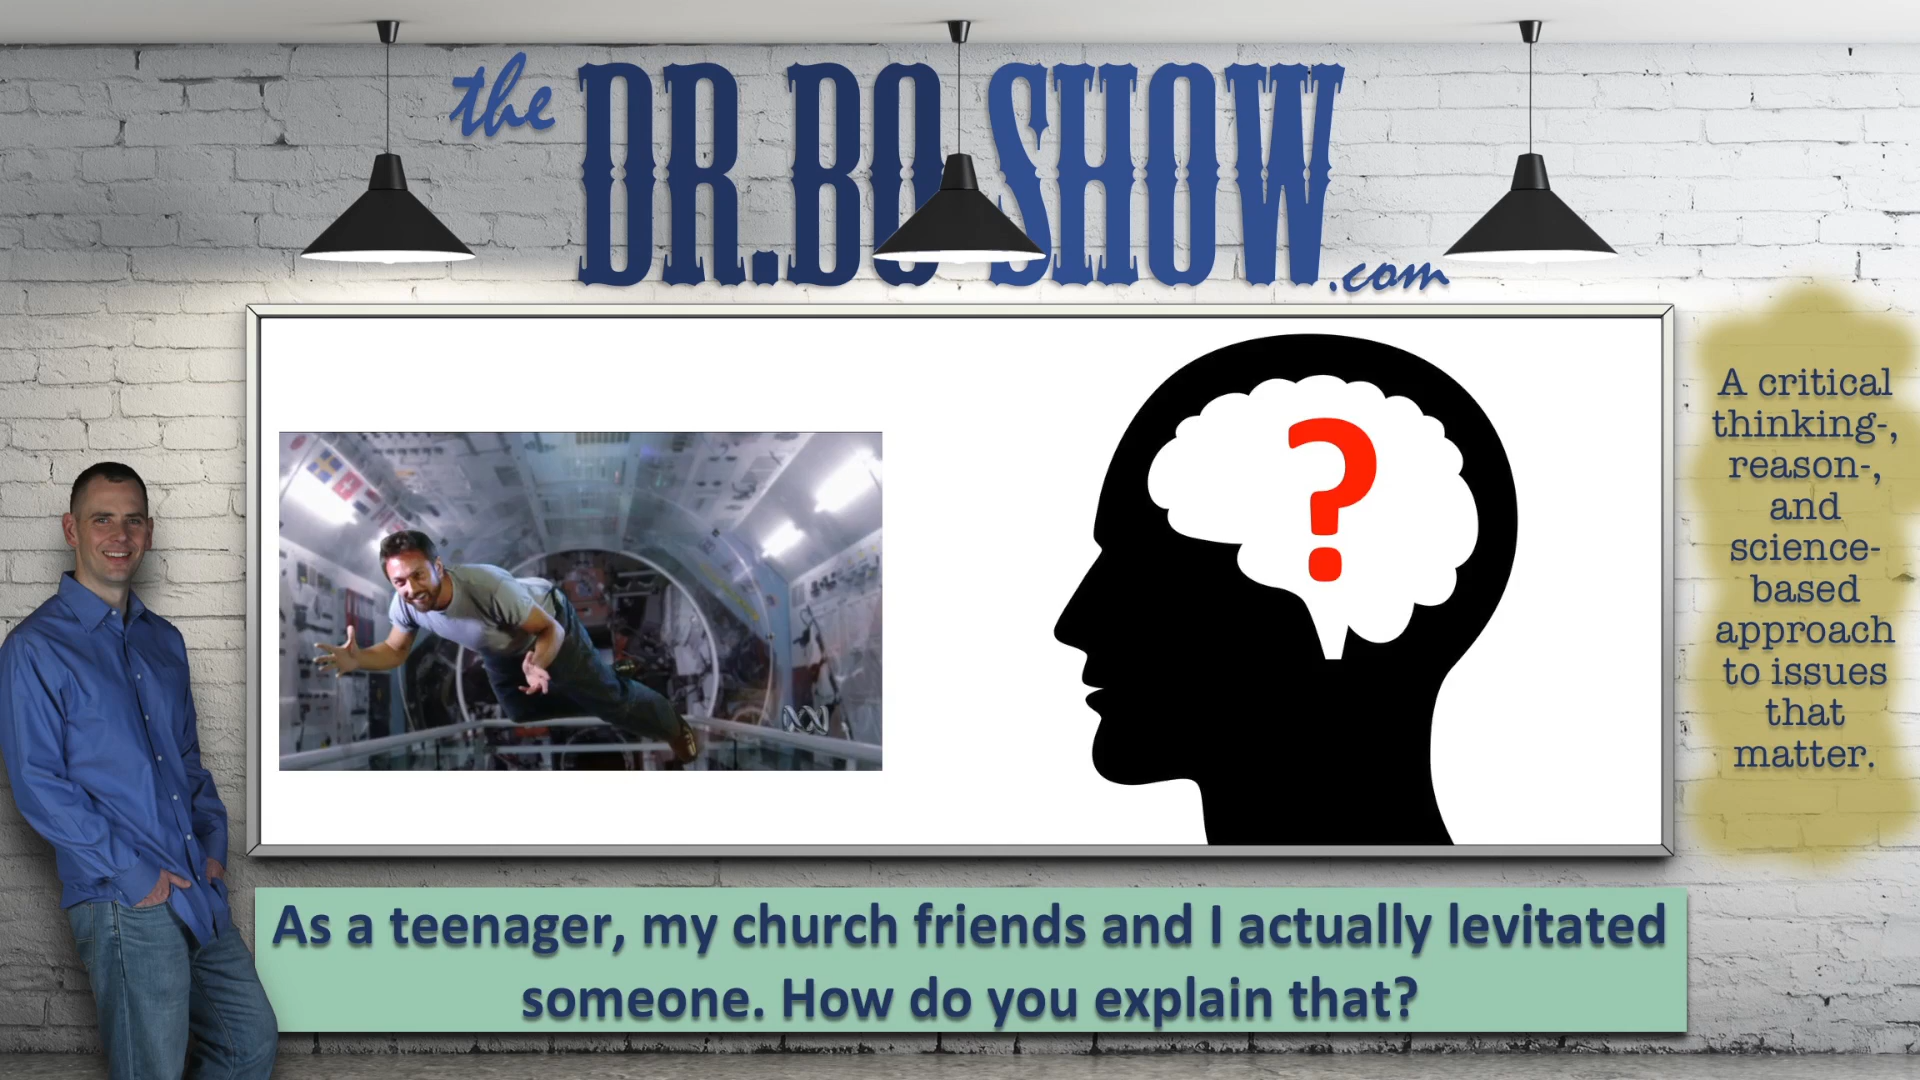 the DR.BO SHOW.com
?
A critical
thinking-,
reason-,
and
science-
based
approach
to issues
that
matter.
As a teenager, my church friends and I actually levitated
someone. How do you explain that?